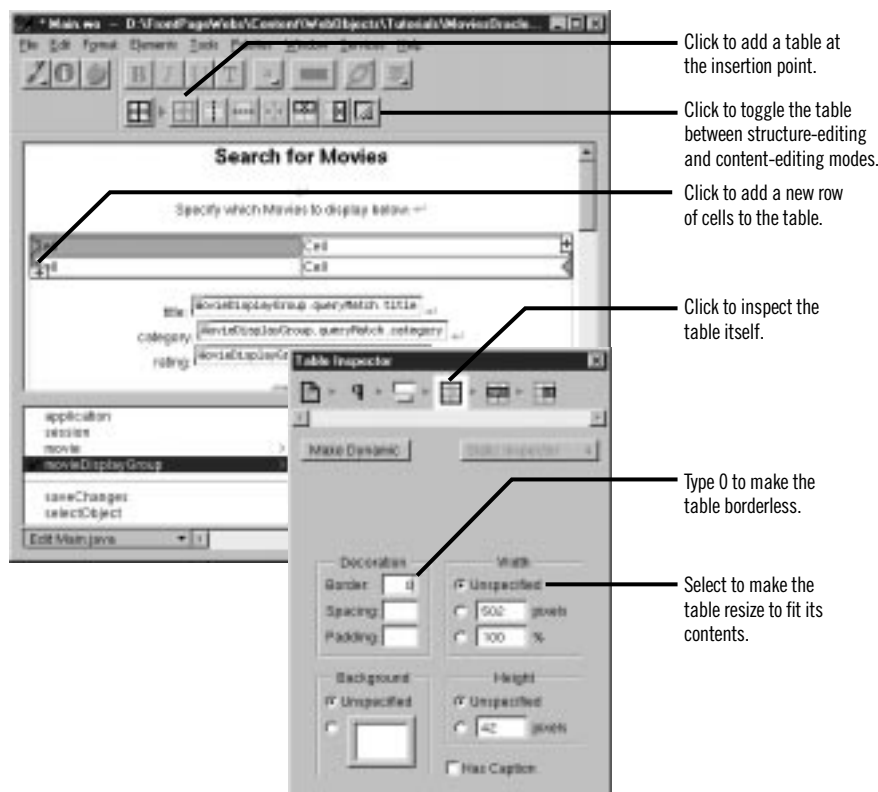 Main.wo – D:\FrontPageWebs\Content\WebObjects\Tutorials\MoviesOracle...
File Edit Format Elements Tools Window Services Help
B I U T
Click to add a table at
the insertion point.
Click to toggle the table
between structure-editing
and content-editing modes.
Click to add a new row
of cells to the table.
Search for Movies
Specify which Movies to display below.
Cell
Cell
Cell
title: movieDisplayGroup.queryMatch.title
category: movieDisplayGroup.queryMatch.category
rating:
Click to inspect the
table itself.
Table Inspector
application
session
movie
movieDisplayGroup
saveChanges
selectObject
Edit Main.java
Make Dynamic
Type 0 to make the
table borderless.
Decoration
Border: 0
Spacing:
Padding:
Width
Unspecified
502 pixels
100 %
Select to make the
table resize to fit its
contents.
Background
Unspecified
Height
Unspecified
42 pixels
Has Caption